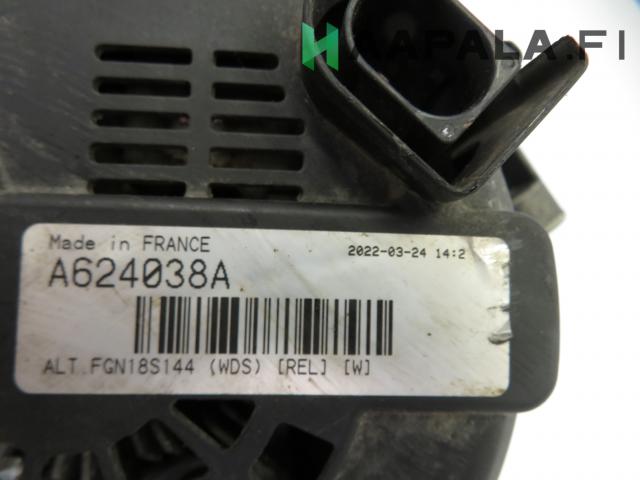 HAAPALA.FI
Made in FRANCE
2022-03-24 14:2
A624038A
ALT.FGN18S144 (WDS) [REL] [W]